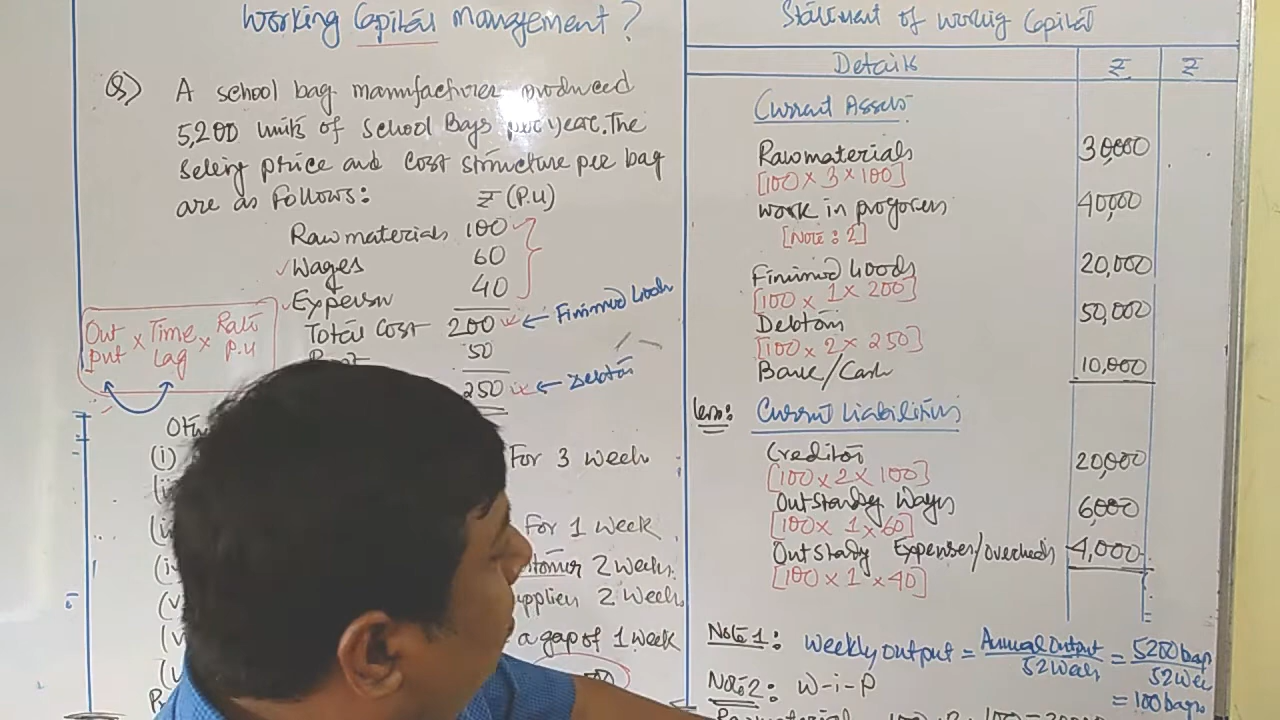 Working Capital Management?
Q) A school bag manufacturer produced
5,200 units of School Bags per year. The
Seling price and Cost structure per bag
are as Follows:
₹ (P.U)
Raw materials 100
Wages 60
Expenses 40
Total Cost 200 ← Finished Goods
50
250 ← Debtors
Out put × Time Lag × Rate P.U
(i) For 3 week
For 1 week
(iv) 2 weeks.
2 weeks.
a gap of 1 week
Statement of Working Capital
Details ₹ ₹
Current Assets
Raw materials 30,000
[100 × 3 × 100]
Work in progress 40,000
[Note: 2]
Finished Goods 20,000
[100 × 1 × 200]
Debtors 50,000
[100 × 2 × 250]
Bank/Cash 10,000
Less: Current Liabilities
Creditors 20,000
[100 × 2 × 100]
Outstandg Wages 6,000
[100 × 1 × 60]
Outstandg Expenses/overheads 4,000
[100 × 1 × 40]
Note 1: Weekly output = Annual Output / 52 Weeks = 5200 bags / 52 Wee
= 100 bags.
Note 2: W-i-P